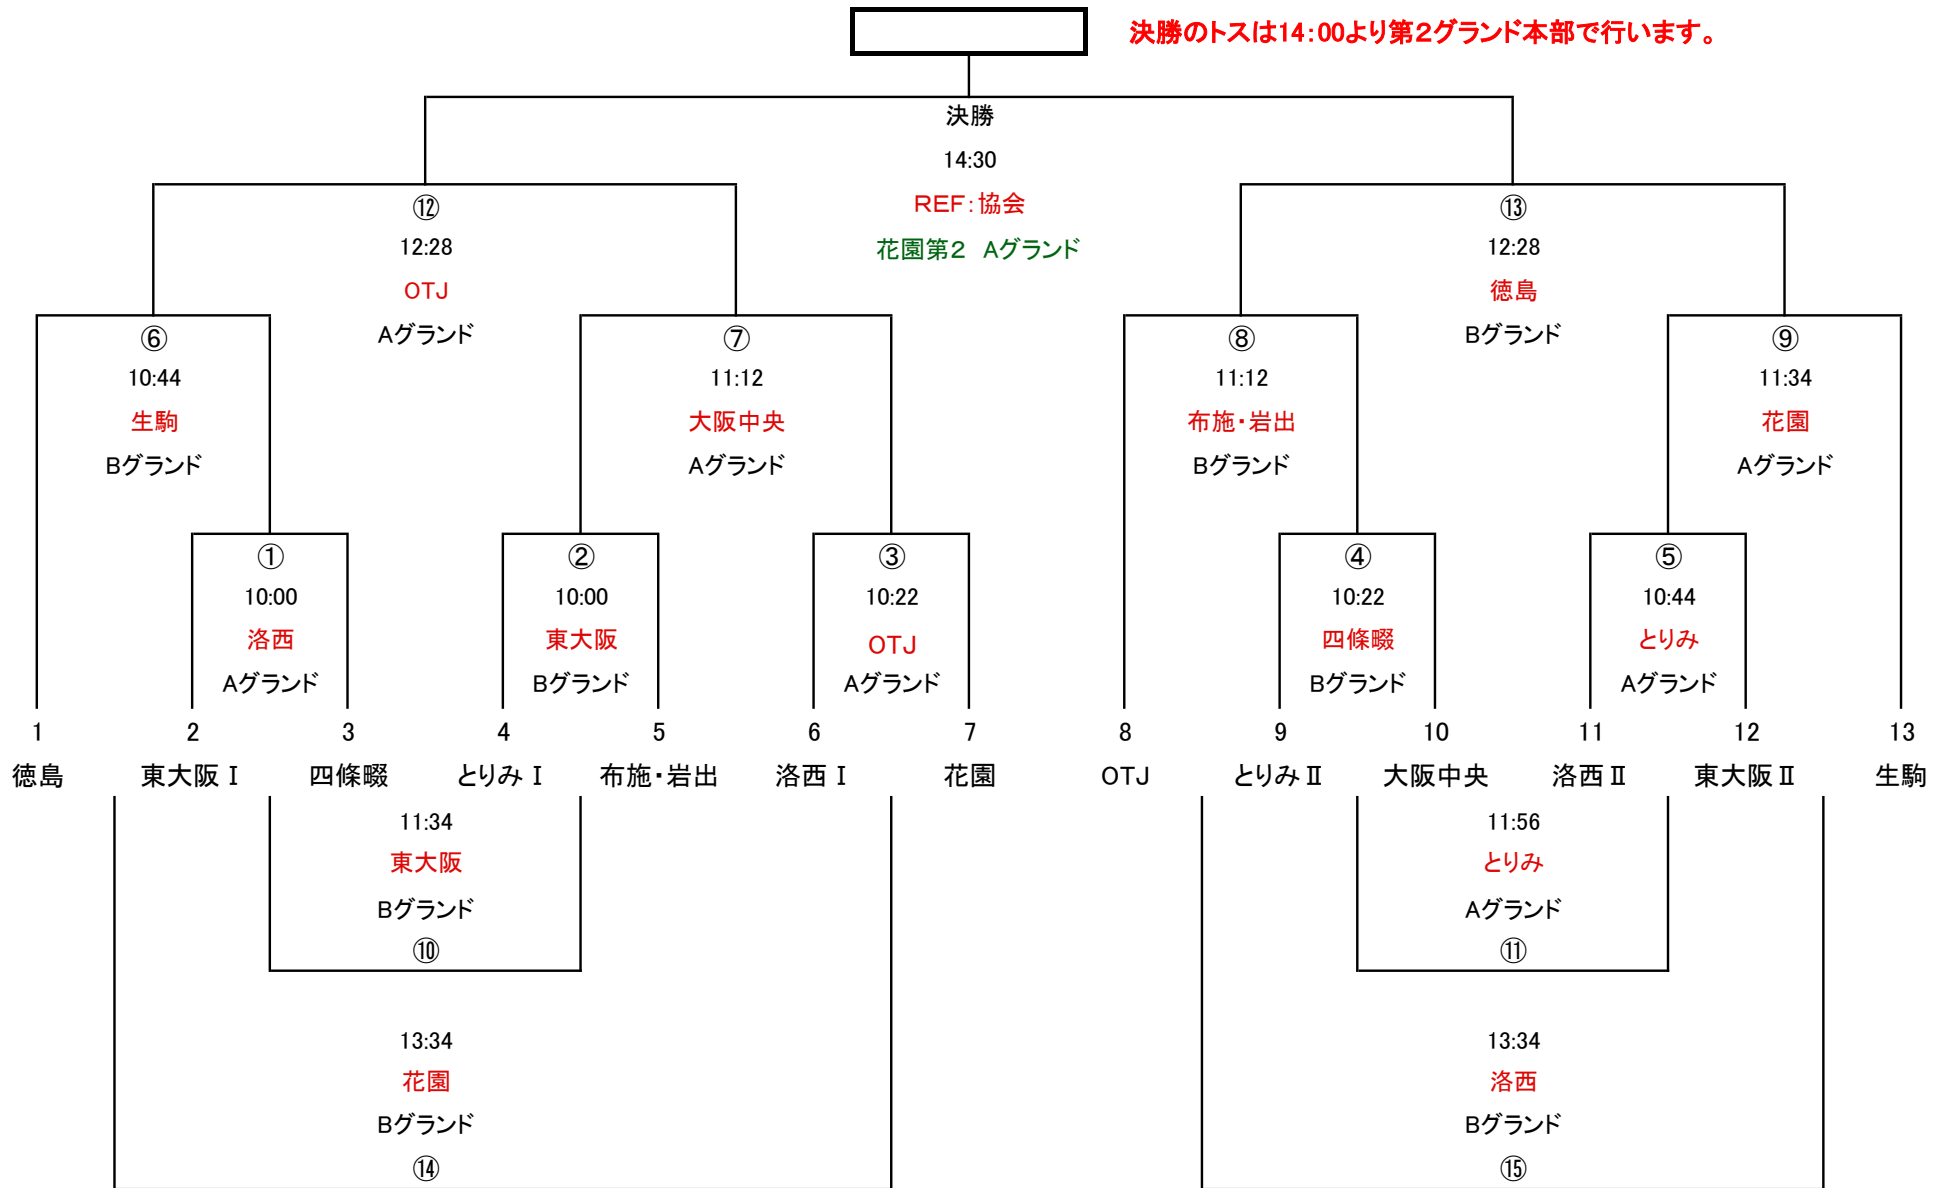 決勝のトスは14:00より第2グランド本部で行います。
決勝
14:30
REF:協会
花園第2 Aグランド
⑫
12:28
OTJ
Aグランド
⑬
12:28
徳島
Bグランド
⑥
10:44
生駒
Bグランド
⑦
11:12
大阪中央
Aグランド
⑧
11:12
布施・岩出
Bグランド
⑨
11:34
花園
Aグランド
①
10:00
洛西
Aグランド
②
10:00
東大阪
Bグランド
③
10:22
OTJ
Aグランド
④
10:22
四條畷
Bグランド
⑤
10:44
とりみ
Aグランド
1 2 3 4 5 6 7 8 9 10 11 12 13
徳島 東大阪Ⅰ 四條畷 とりみⅠ 布施・岩出 洛西Ⅰ 花園 OTJ とりみⅡ 大阪中央 洛西Ⅱ 東大阪Ⅱ 生駒
11:34
東大阪
Bグランド
⑩
11:56
とりみ
Aグランド
⑪
13:34
花園
Bグランド
⑭
13:34
洛西
Bグランド
⑮